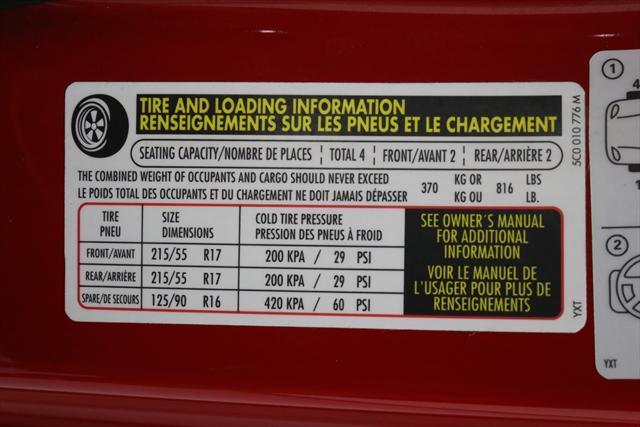 TIRE AND LOADING INFORMATION
RENSEIGNEMENTS SUR LES PNEUS ET LE CHARGEMENT
SEATING CAPACITY/NOMBRE DE PLACES ¦ TOTAL 4 ¦ FRONT/AVANT 2 ¦ REAR/ARRIÈRE 2
THE COMBINED WEIGHT OF OCCUPANTS AND CARGO SHOULD NEVER EXCEED
LE POIDS TOTAL DES OCCUPANTS ET DU CHARGEMENT NE DOIT JAMAIS DÉPASSER
370 KG OR 816 LBS
KG OU LB.
TIRE SIZE COLD TIRE PRESSURE
PNEU DIMENSIONS PRESSION DES PNEUS À FROID
FRONT/AVANT 215/55 R17 200 KPA / 29 PSI
REAR/ARRIÈRE 215/55 R17 200 KPA / 29 PSI
SPARE/DE SECOURS 125/90 R16 420 KPA / 60 PSI
SEE OWNER´S MANUAL
FOR ADDITIONAL
INFORMATION
VOIR LE MANUEL DE
L´USAGER POUR PLUS DE
RENSEIGNEMENTS
5C0 010 776 M
YXT
1
4
1
2
YXT